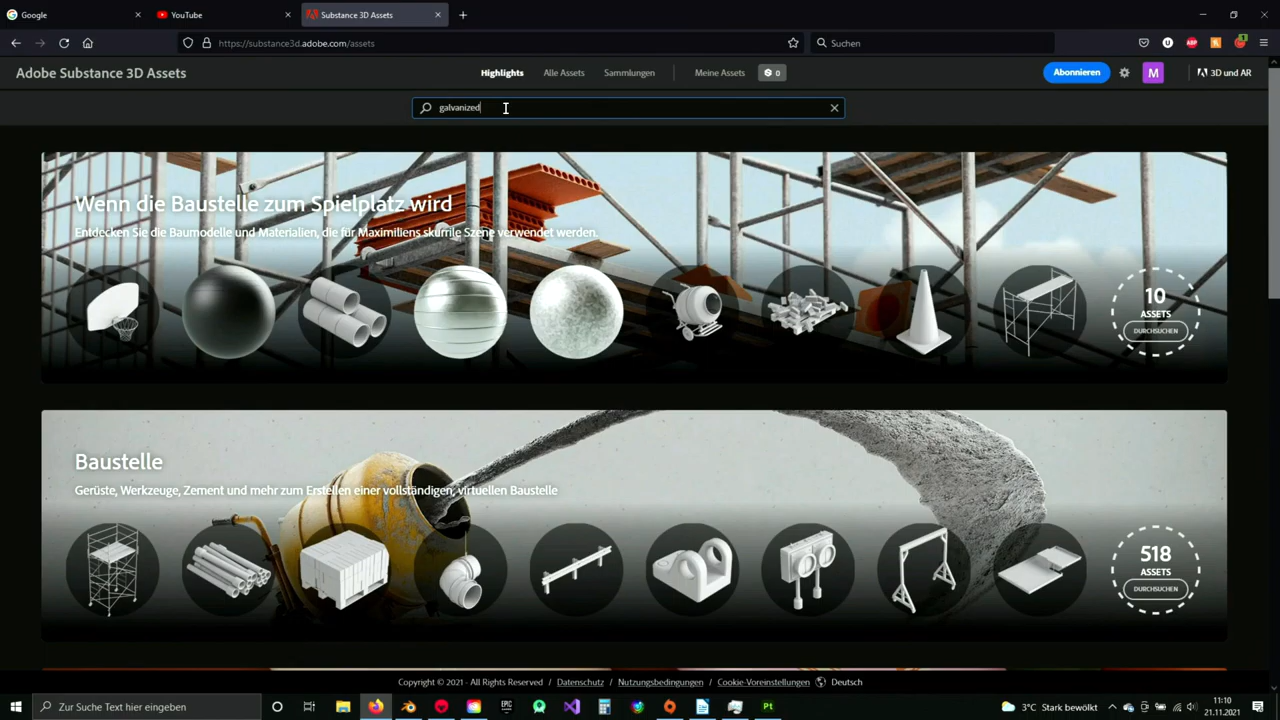 Google
YouTube
Substance 3D Assets
https://substance3d.adobe.com/assets
Suchen
Adobe Substance 3D Assets
Highlights
Alle Assets
Sammlungen
Meine Assets
0
Abonnieren
M
3D und AR
galvanized
Wenn die Baustelle zum Spielplatz wird
Entdecken Sie die Baumodelle und Materialien, die für Maximiliens skurrile Szene verwendet werden.
10
ASSETS
DURCHSUCHEN
Baustelle
Gerüste, Werkzeuge, Zement und mehr zum Erstellen einer vollständigen, virtuellen Baustelle
518
ASSETS
DURCHSUCHEN
Copyright © 2021 - All Rights Reserved / Datenschutz / Nutzungsbedingungen / Cookie-Voreinstellungen Deutsch
Zur Suche Text hier eingeben
EPIC
Pt
3°C Stark bewölkt
11:10
21.11.2021